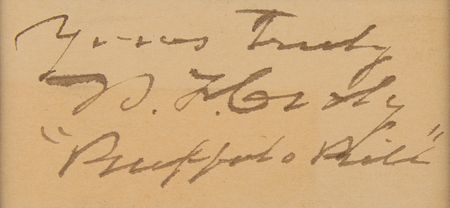 Yours Truly
W. F. Cody
"Buffalo Bill"